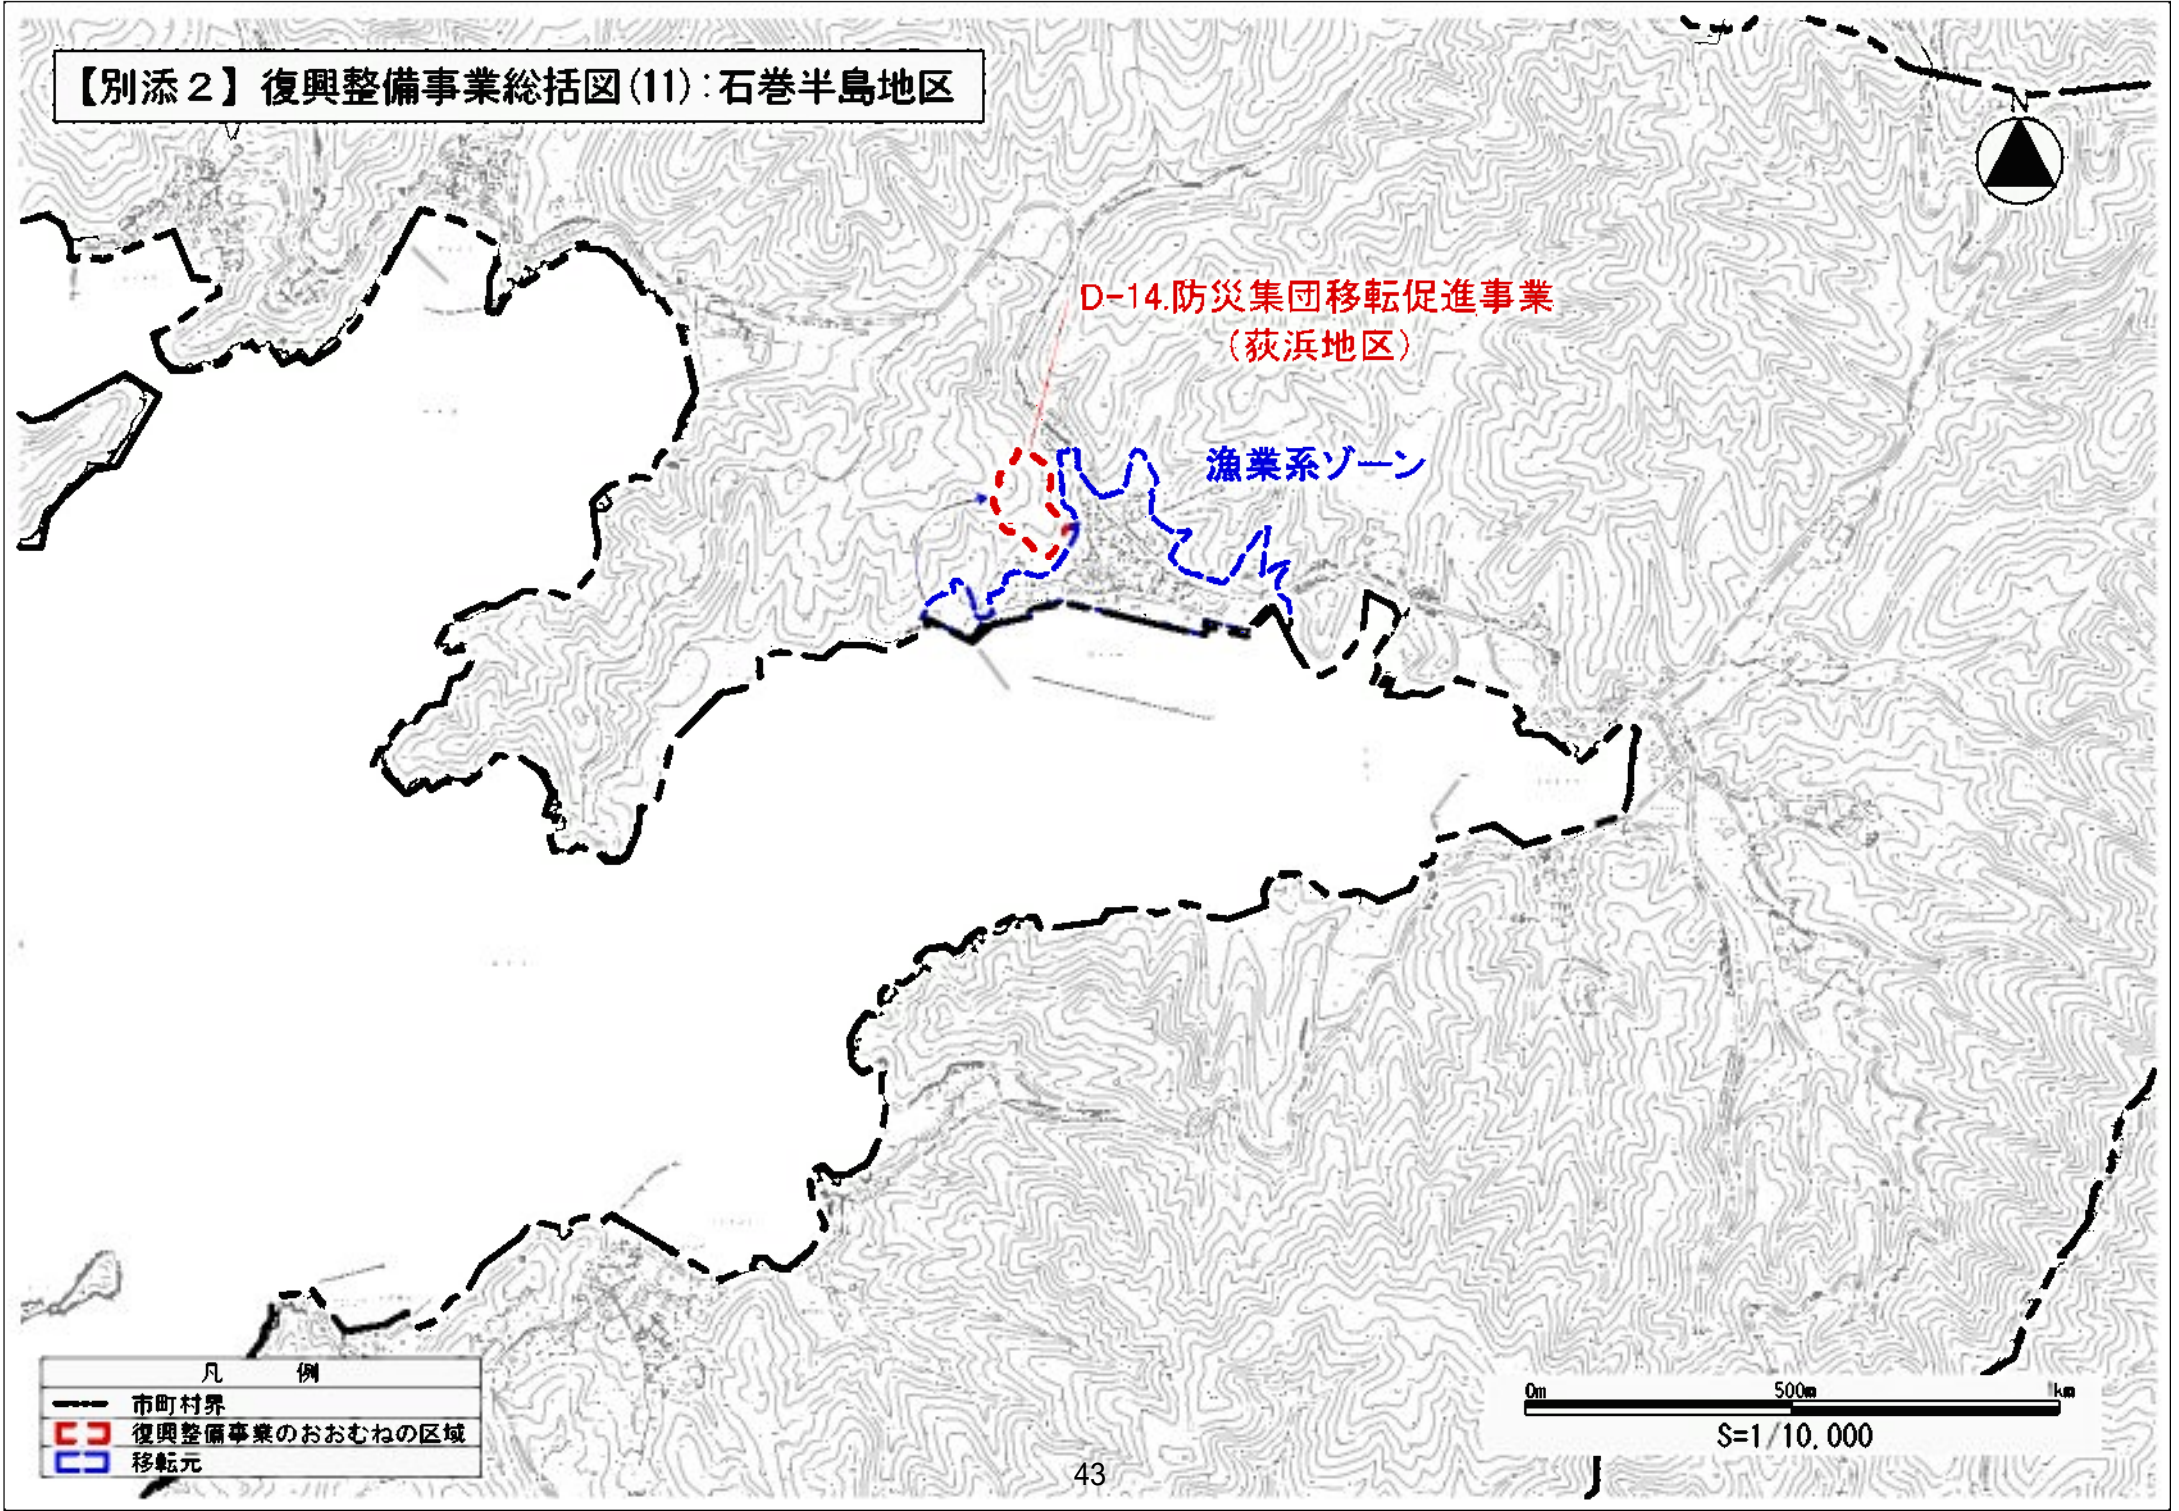 【別添２】復興整備事業総括図(11):石巻半島地区
N
D-14.防災集団移転促進事業
(荻浜地区)
漁業系ゾーン
凡 例
市町村界
復興整備事業のおおむねの区域
移転元
0m 500m 1km
S=1/10,000
43